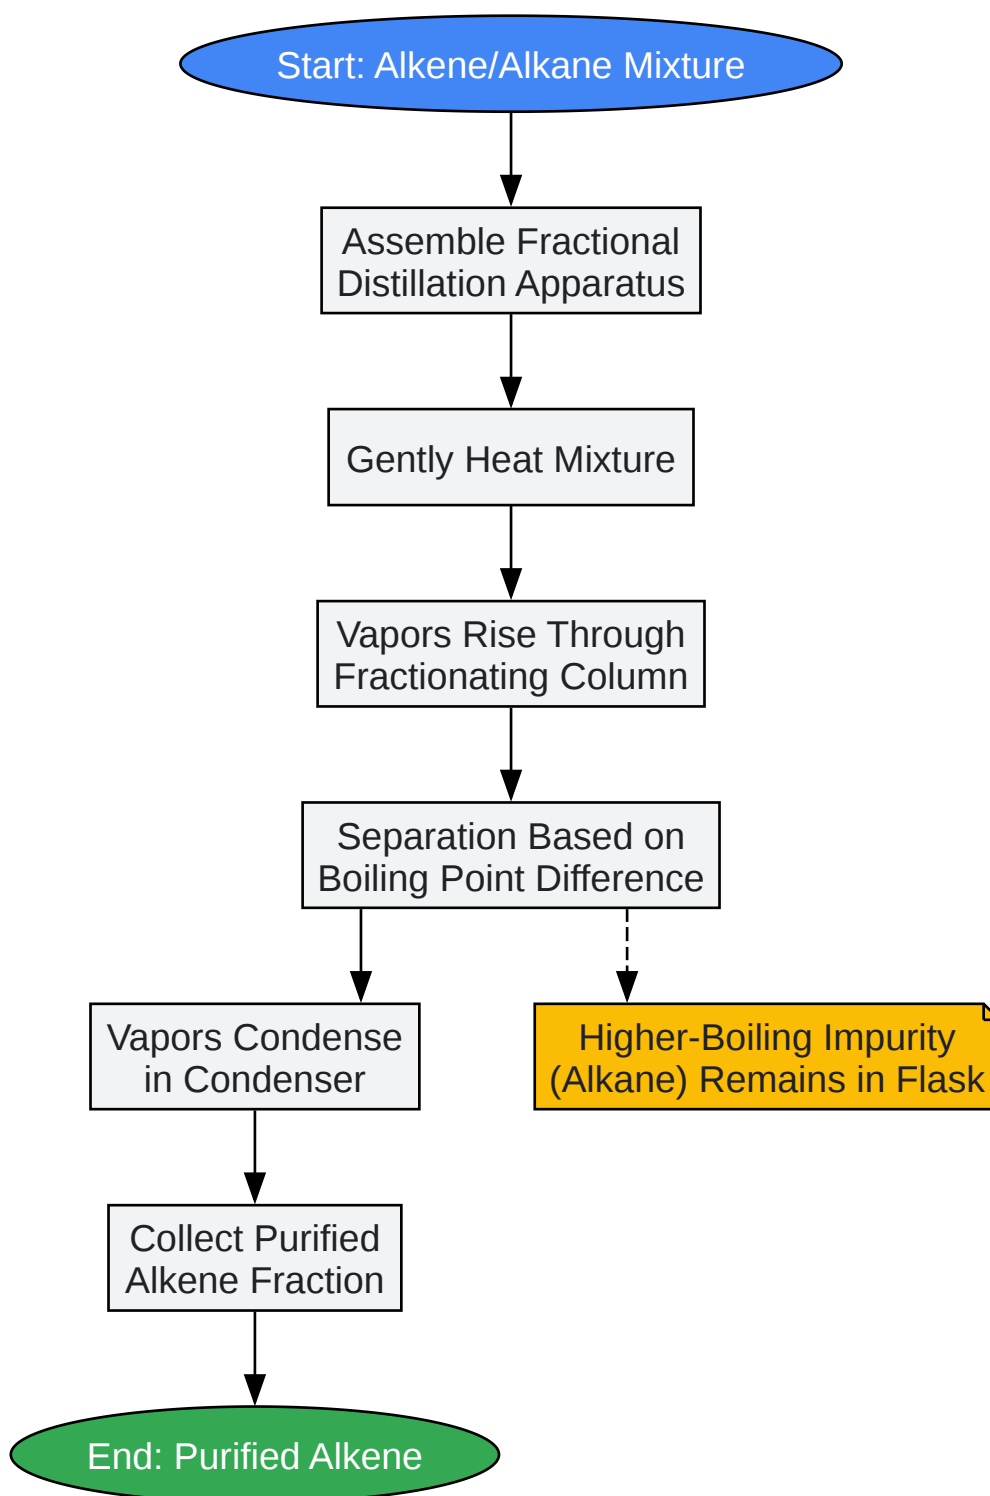 Start: Alkene/Alkane Mixture
Assemble Fractional
Distillation Apparatus
Gently Heat Mixture
Vapors Rise Through
Fractionating Column
Separation Based on
Boiling Point Difference
Vapors Condense
in Condenser
Higher-Boiling Impurity
(Alkane) Remains in Flask
Collect Purified
Alkene Fraction
End: Purified Alkene